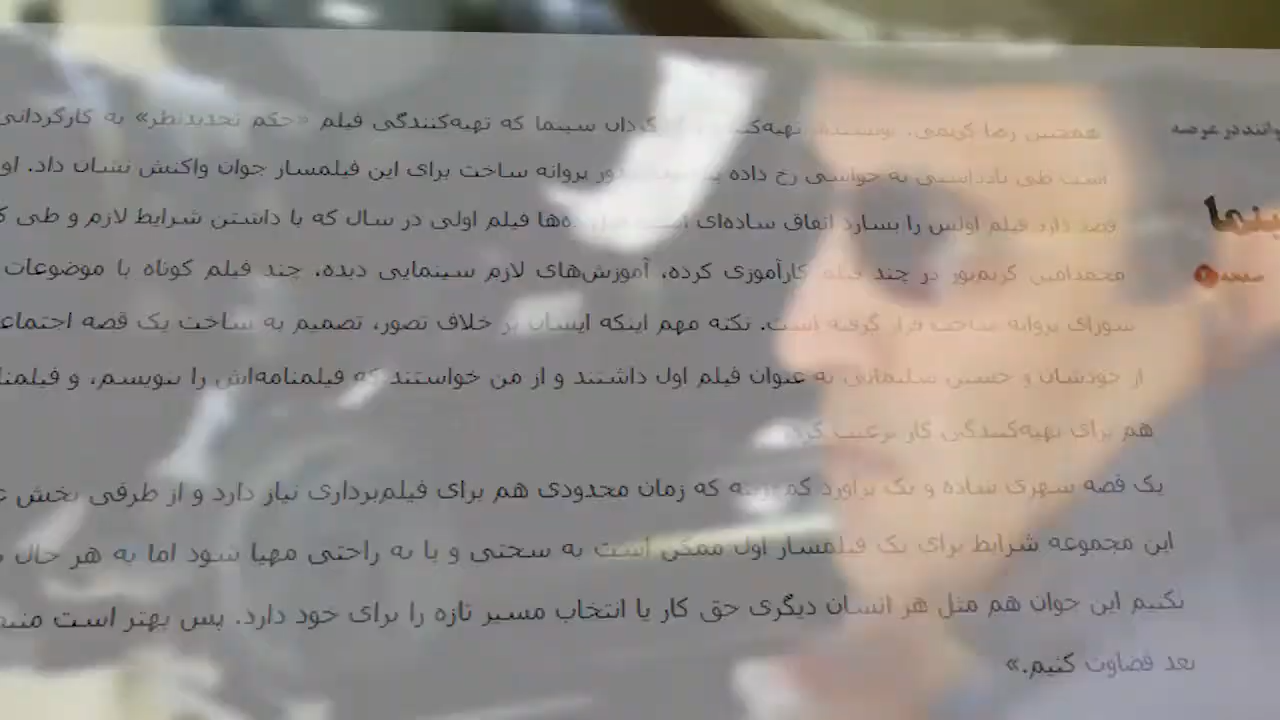 همچنین رضا کریمی، نویسنده، تهیه‌کننده و کارگردان سینما که تهیه‌کنندگی فیلم «حکم تجدیدنظر» به کارگردانی
است طی یادداشتی به حواشی رخ داده صدور پروانه ساخت برای این فیلمساز جوان واکنش نشان داد. او
قصد دارد فیلم اولش را بسازد اتفاق ساده‌ای ده‌ها فیلم اولی در سال که با داشتن شرایط لازم و طی
محمدامین کریم‌پور در چند فیلم کارآموزی کرده، آموزش‌های لازم سینمایی دیده، چند فیلم کوتاه با موضوعات
شورای پروانه ساخت قرار گرفته است. نکته مهم اینکه ایشان بر خلاف تصور، تصمیم به ساخت یک قصه
از خودشان و حسین سلیمانی به عنوان فیلم اول داشتند و از من خواستند که فیلمنامه‌اش را بنویسم، و
هم برای تهیه‌کنندگی کار ترغیب کرد
یک قصه شهری ساده و یک برآورد کم هزینه که زمان محدودی هم برای فیلم‌برداری نیاز دارد و از طرفی بخش
این مجموعه شرایط برای یک فیلمساز اول ممکن است به سختی و یا به راحتی مهیا شود اما به هر حال
نکنیم این جوان هم مثل هر انسان دیگری حق کار یا انتخاب مسیر تازه را برای خود دارد. پس بهتر است
بعد قضاوت کنیم.»
در عرصه
صفحه